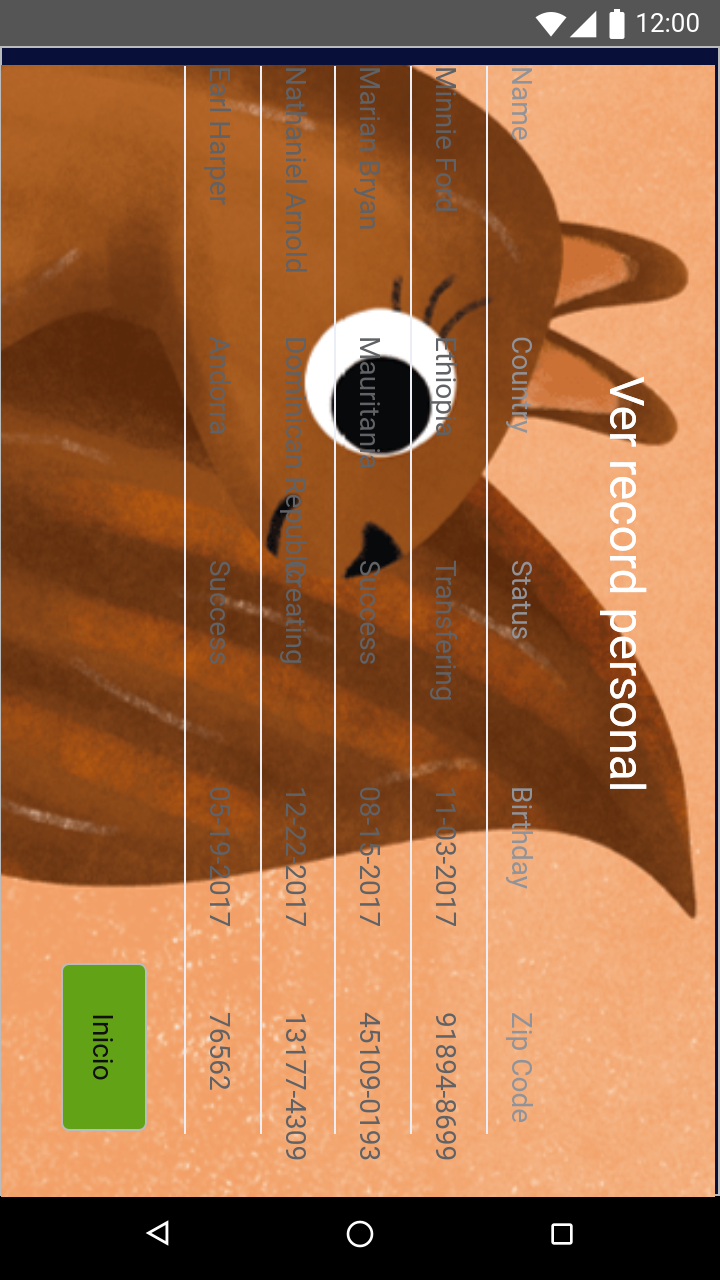 12:00
Ver record personal
Name Country Status Birthday Zip Code
Minnie Ford Ethiopia Transfering 11-03-2017 91894-8699
Marian Bryan Mauritania Success 08-15-2017 45109-0193
Nathaniel Arnold Dominican Republic Creating 12-22-2017 13177-4309
Earl Harper Andorra Success 05-19-2017 76562
Inicio